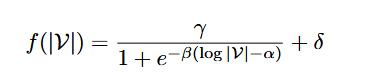 f(|𝒱|) = γ / (1 + e^{−β(log |𝒱|−α)}) + δ